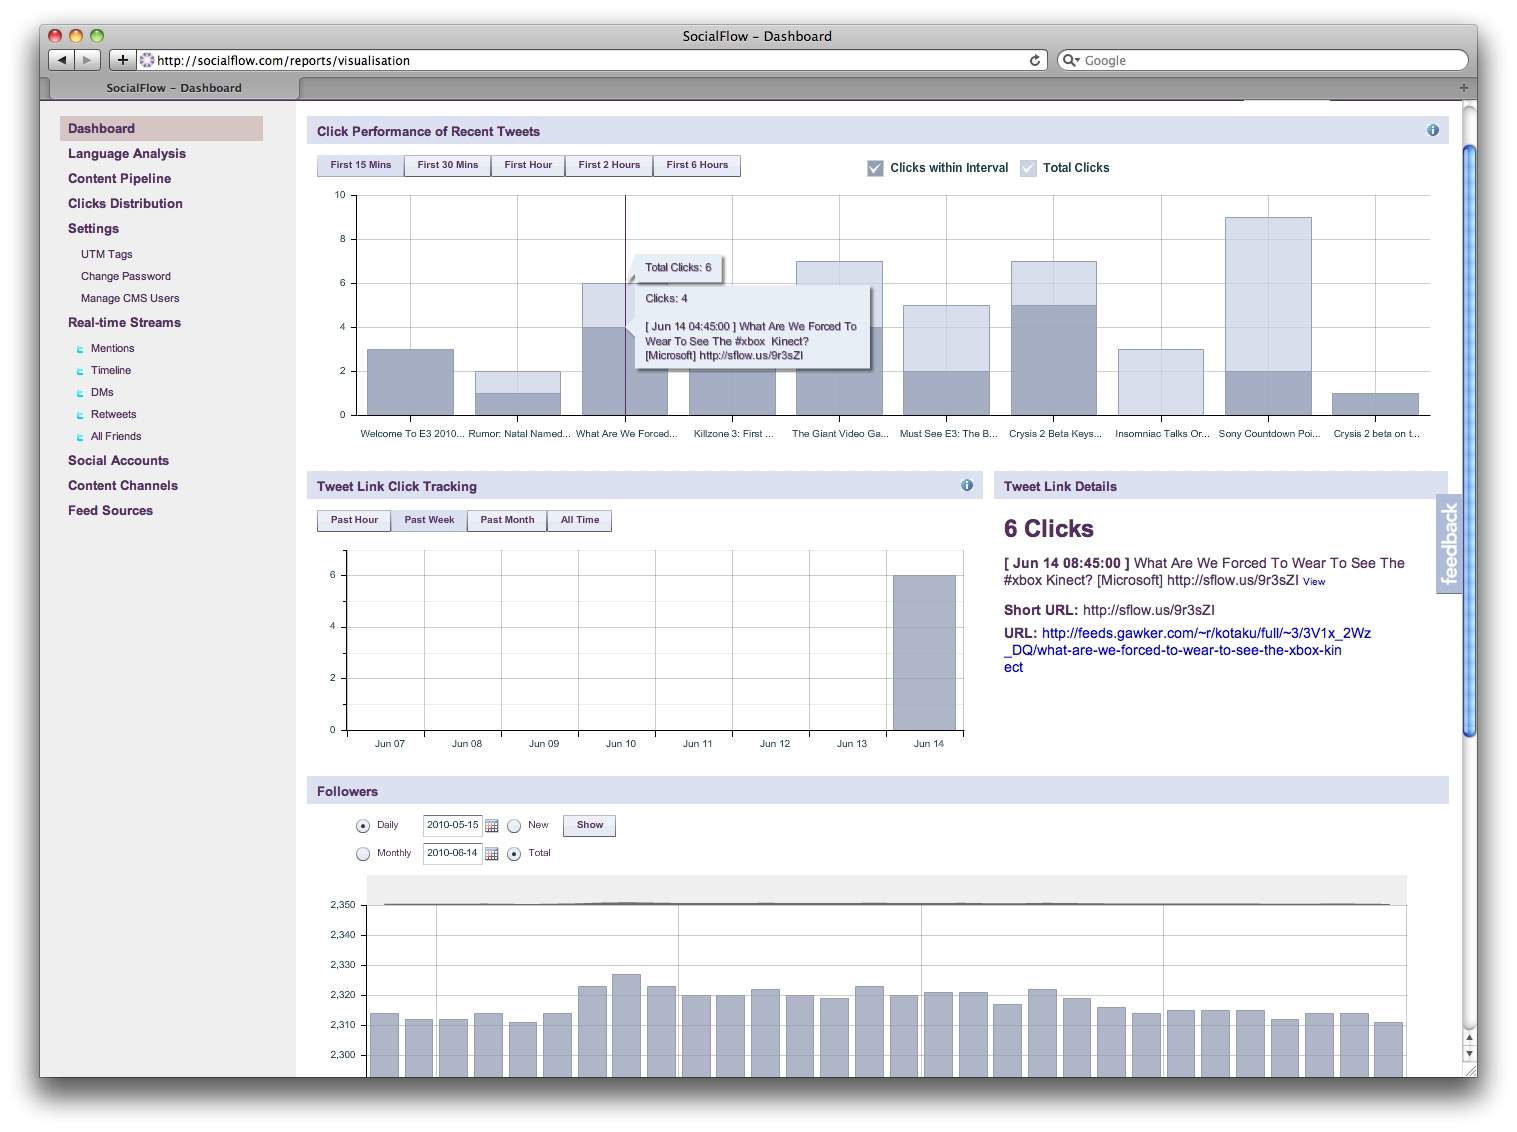 SocialFlow – Dashboard
http://socialflow.com/reports/visualisation
Google
SocialFlow – Dashboard
Dashboard
Language Analysis
Content Pipeline
Clicks Distribution
Settings
UTM Tags
Change Password
Manage CMS Users
Real-time Streams
Mentions
Timeline
DMs
Retweets
All Friends
Social Accounts
Content Channels
Feed Sources
Click Performance of Recent Tweets
First 15 Mins First 30 Mins First Hour First 2 Hours First 6 Hours
Clicks within Interval Total Clicks
10
8
6
4
2
0
Total Clicks: 6
Clicks: 4
[ Jun 14 04:45:00 ] What Are We Forced To
Wear To See The #xbox Kinect?
[Microsoft] http://sflow.us/9r3sZI
Welcome To E3 2010... Rumor: Natal Named... What Are We Forced... Killzone 3: First ... The Giant Video Ga... Must See E3: The B... Crysis 2 Beta Keys... Insomniac Talks Or... Sony Countdown Poi... Crysis 2 beta on t...
Tweet Link Click Tracking
Past Hour Past Week Past Month All Time
6
4
2
0
Jun 07 Jun 08 Jun 09 Jun 10 Jun 11 Jun 12 Jun 13 Jun 14
Tweet Link Details
6 Clicks
[ Jun 14 08:45:00 ] What Are We Forced To Wear To See The
#xbox Kinect? [Microsoft] http://sflow.us/9r3sZI View
Short URL: http://sflow.us/9r3sZI
URL: http://feeds.gawker.com/~r/kotaku/full/~3/3V1x_2Wz
_DQ/what-are-we-forced-to-wear-to-see-the-xbox-kin
ect
feedback
Followers
Daily 2010-05-15 New Show
Monthly 2010-06-14 Total
2,350
2,340
2,330
2,320
2,310
2,300